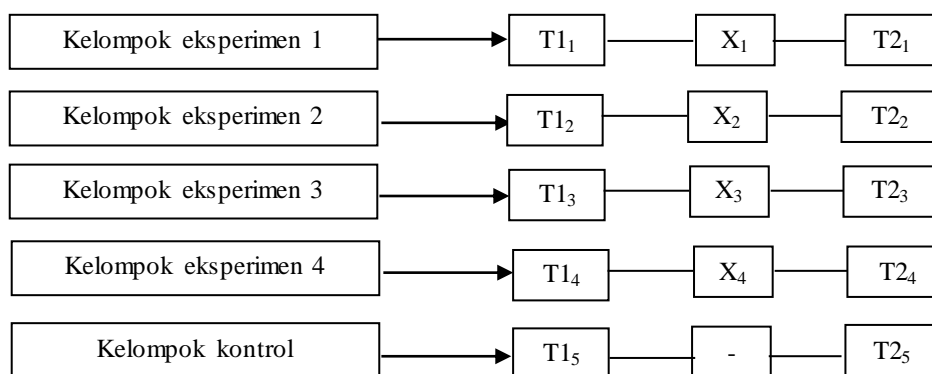 Kelompok eksperimen 1 T1₁ X₁ T2₁
Kelompok eksperimen 2 T1₂ X₂ T2₂
Kelompok eksperimen 3 T1₃ X₃ T2₃
Kelompok eksperimen 4 T1₄ X₄ T2₄
Kelompok kontrol T1₅ - T2₅